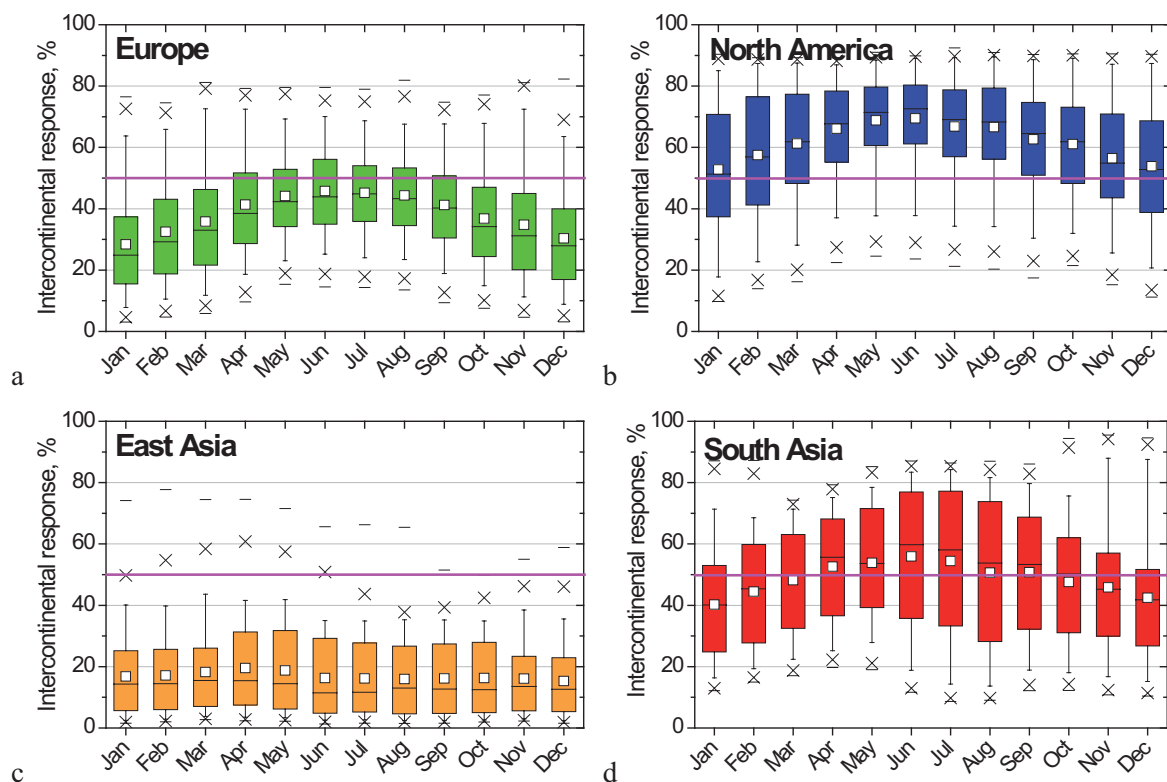 Europe
Intercontinental response, %
100
80
60
40
20
0
Jan Feb Mar Apr May Jun Jul Aug Sep Oct Nov Dec
a
North America
Intercontinental response, %
100
80
60
40
20
0
Jan Feb Mar Apr May Jun Jul Aug Sep Oct Nov Dec
b
East Asia
Intercontinental response, %
100
80
60
40
20
0
Jan Feb Mar Apr May Jun Jul Aug Sep Oct Nov Dec
c
South Asia
Intercontinental response, %
100
80
60
40
20
0
Jan Feb Mar Apr May Jun Jul Aug Sep Oct Nov Dec
d